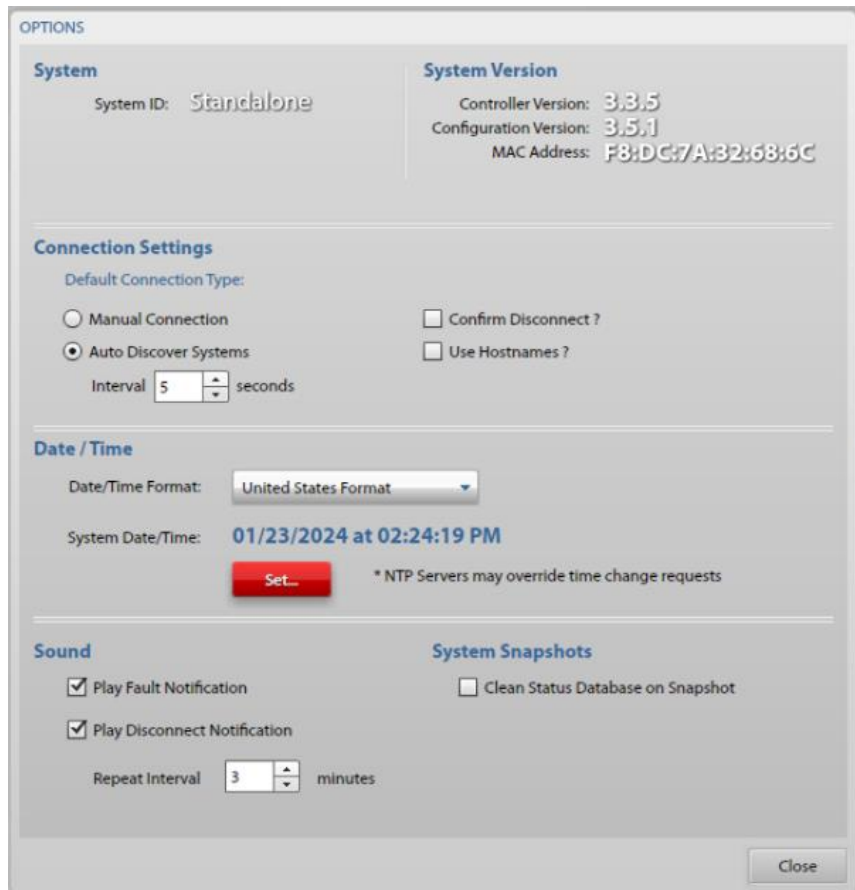 OPTIONS
System
System ID: Standalone
System Version
Controller Version: 3.3.5
Configuration Version: 3.5.1
MAC Address: F8:DC:7A:32:68:6C
Connection Settings
Default Connection Type:
Manual Connection
Confirm Disconnect ?
Auto Discover Systems
Use Hostnames ?
Interval 5 seconds
Date / Time
Date/Time Format: United States Format
System Date/Time: 01/23/2024 at 02:24:19 PM
Set...
* NTP Servers may override time change requests
Sound
Play Fault Notification
Play Disconnect Notification
Repeat Interval 3 minutes
System Snapshots
Clean Status Database on Snapshot
Close